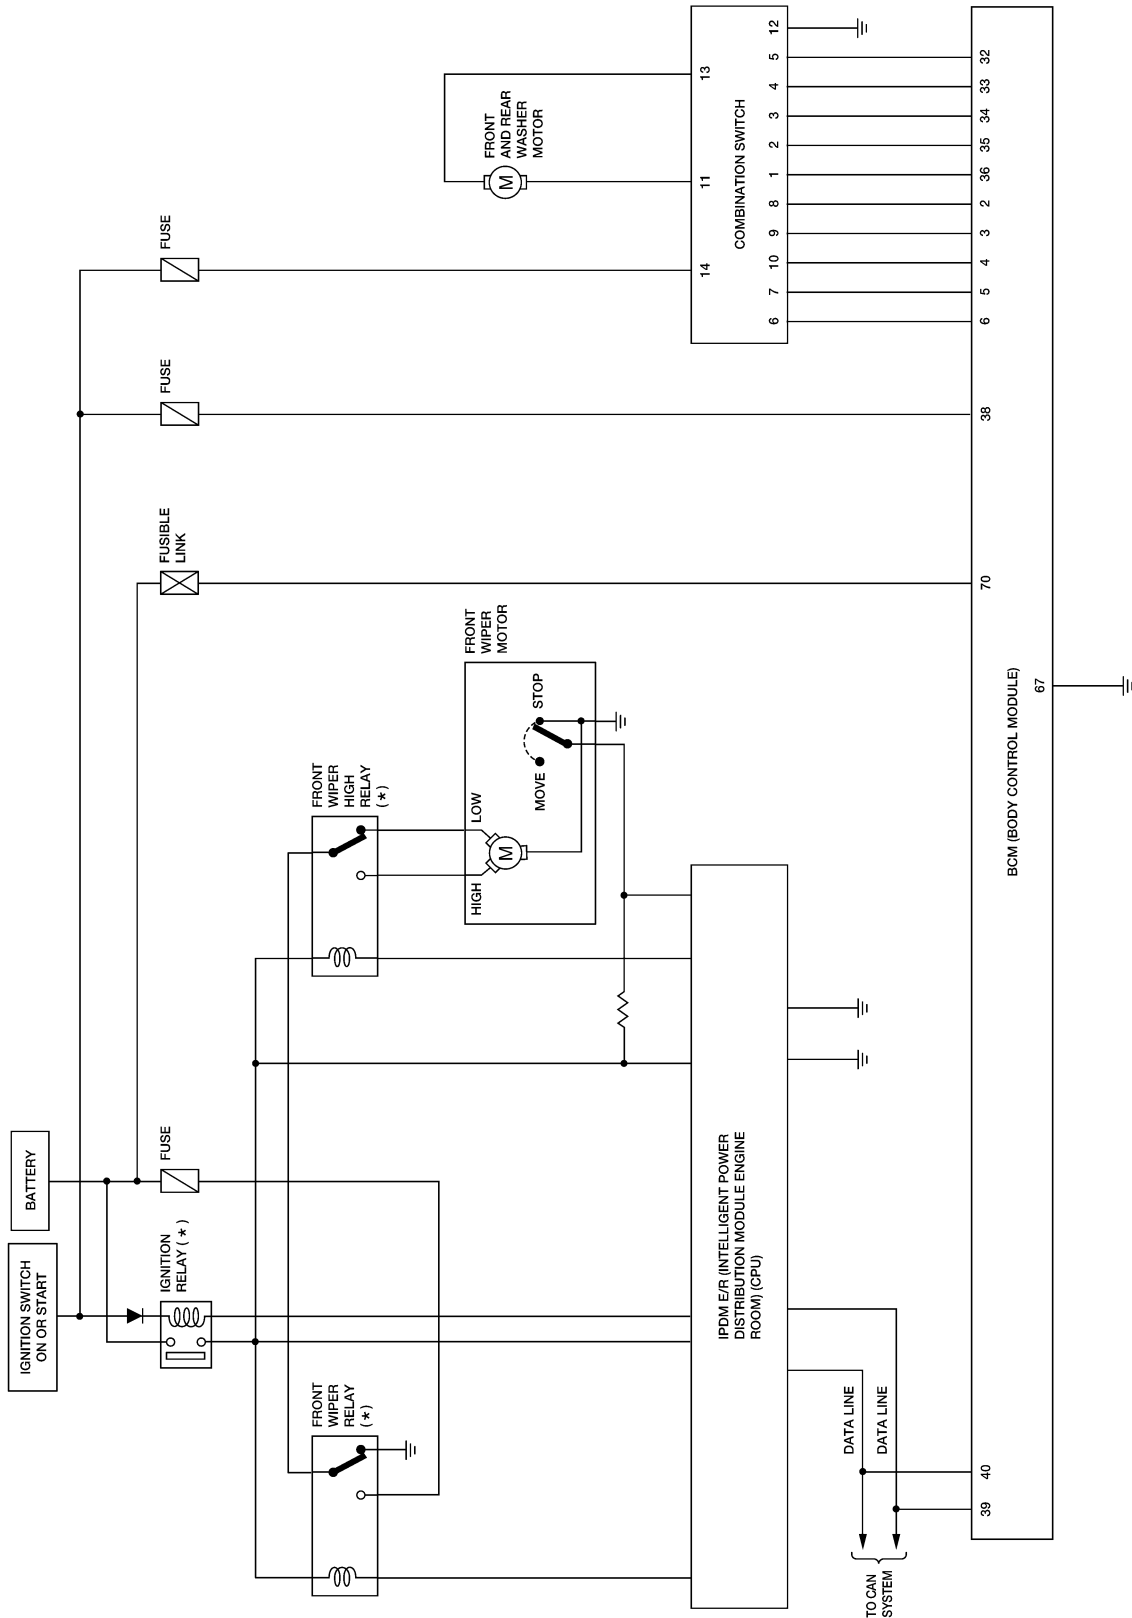 IGNITION SWITCH
ON OR START
BATTERY
FUSE
FUSIBLE
LINK
FUSE
FUSE
IGNITION
RELAY (*)
FRONT
WIPER
RELAY
(*)
FRONT
WIPER
HIGH
RELAY
(*)
FRONT
WIPER
MOTOR
HIGH
LOW
M
MOVE
STOP
FRONT
AND REAR
WASHER
MOTOR
M
14
11
13
COMBINATION SWITCH
6
7
10
9
8
1
2
3
4
5
12
IPDM E/R (INTELLIGENT POWER
DISTRIBUTION MODULE ENGINE
ROOM) (CPU)
DATA LINE
DATA LINE
TO CAN
SYSTEM
39
40
70
38
6
5
4
3
2
36
35
34
33
32
BCM (BODY CONTROL MODULE)
67